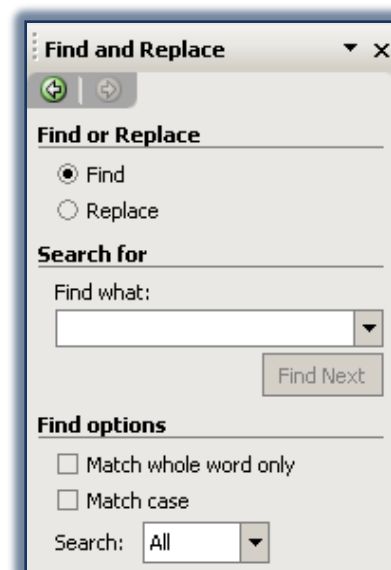 Find and Replace
Find or Replace
Find
Replace
Search for
Find what:
Find Next
Find options
Match whole word only
Match case
Search: All